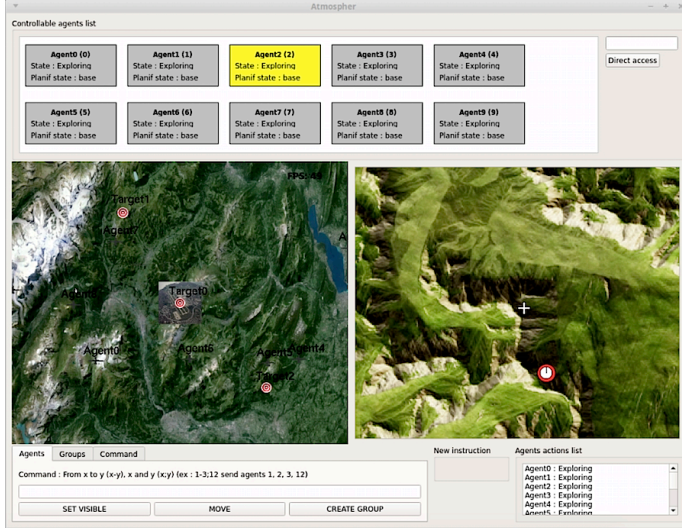 Atmospher
Controllable agents list
Agent0 (0)
State : Exploring
Planif state : base
Agent1 (1)
State : Exploring
Planif state : base
Agent2 (2)
State : Exploring
Planif state : base
Agent3 (3)
State : Exploring
Planif state : base
Agent4 (4)
State : Exploring
Planif state : base
Direct access
Agent5 (5)
State : Exploring
Planif state : base
Agent6 (6)
State : Exploring
Planif state : base
Agent7 (7)
State : Exploring
Planif state : base
Agent8 (8)
State : Exploring
Planif state : base
Agent9 (9)
State : Exploring
Planif state : base
Target1
Target0
Agent0
Agent6
Agents Groups Command
Command : From x to y (x-y), x and y (x;y) (ex : 1-3;12 send agents 1, 2, 3, 12)
SET VISIBLE MOVE CREATE GROUP
New instruction
Agents actions list
Agent0 : Exploring
Agent1 : Exploring
Agent2 : Exploring
Agent3 : Exploring
Agent4 : Exploring
Agent5 : Exploring